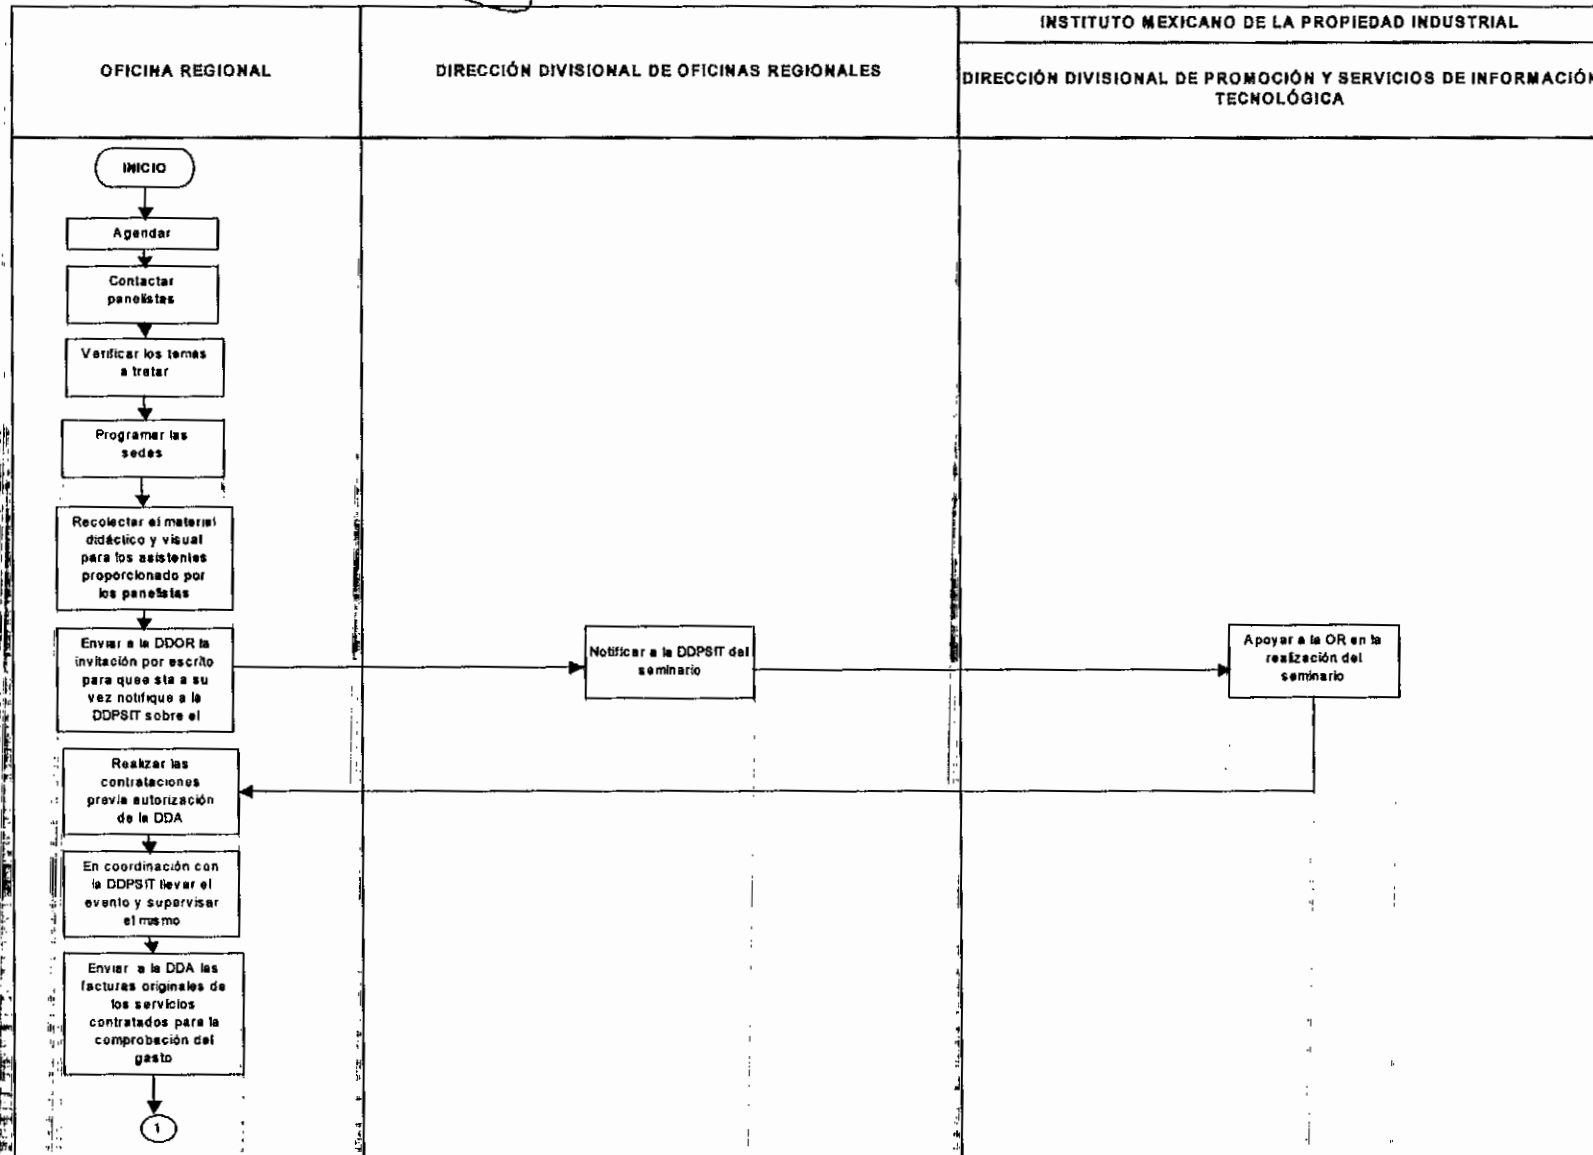 INSTITUTO MEXICANO DE LA PROPIEDAD INDUSTRIAL
OFICINA REGIONAL
DIRECCIÓN DIVISIONAL DE OFICINAS REGIONALES
DIRECCIÓN DIVISIONAL DE PROMOCIÓN Y SERVICIOS DE INFORMACIÓN
TECNOLÓGICA
INICIO
Agendar
Contactar
panelistas
Verificar los temas
a tratar
Programar las
sedes
Recolectar el material
didáctico y visual
para los asistentes
proporcionado por
los panelistas
Enviar a la DDOR la
invitación por escrito
para quee sta a su
vez notifique a la
DDPSIT sobre el
Notificar a la DDPSIT del
seminario
Apoyar a la OR en la
realización del
seminario
Realizar las
contrataciones
previa autorización
de la DDA
En coordinación con
la DDPSIT llevar el
evento y supervisar
el mismo
Enviar a la DDA las
facturas originales de
los servicios
contratados para la
comprobación del
gasto
1